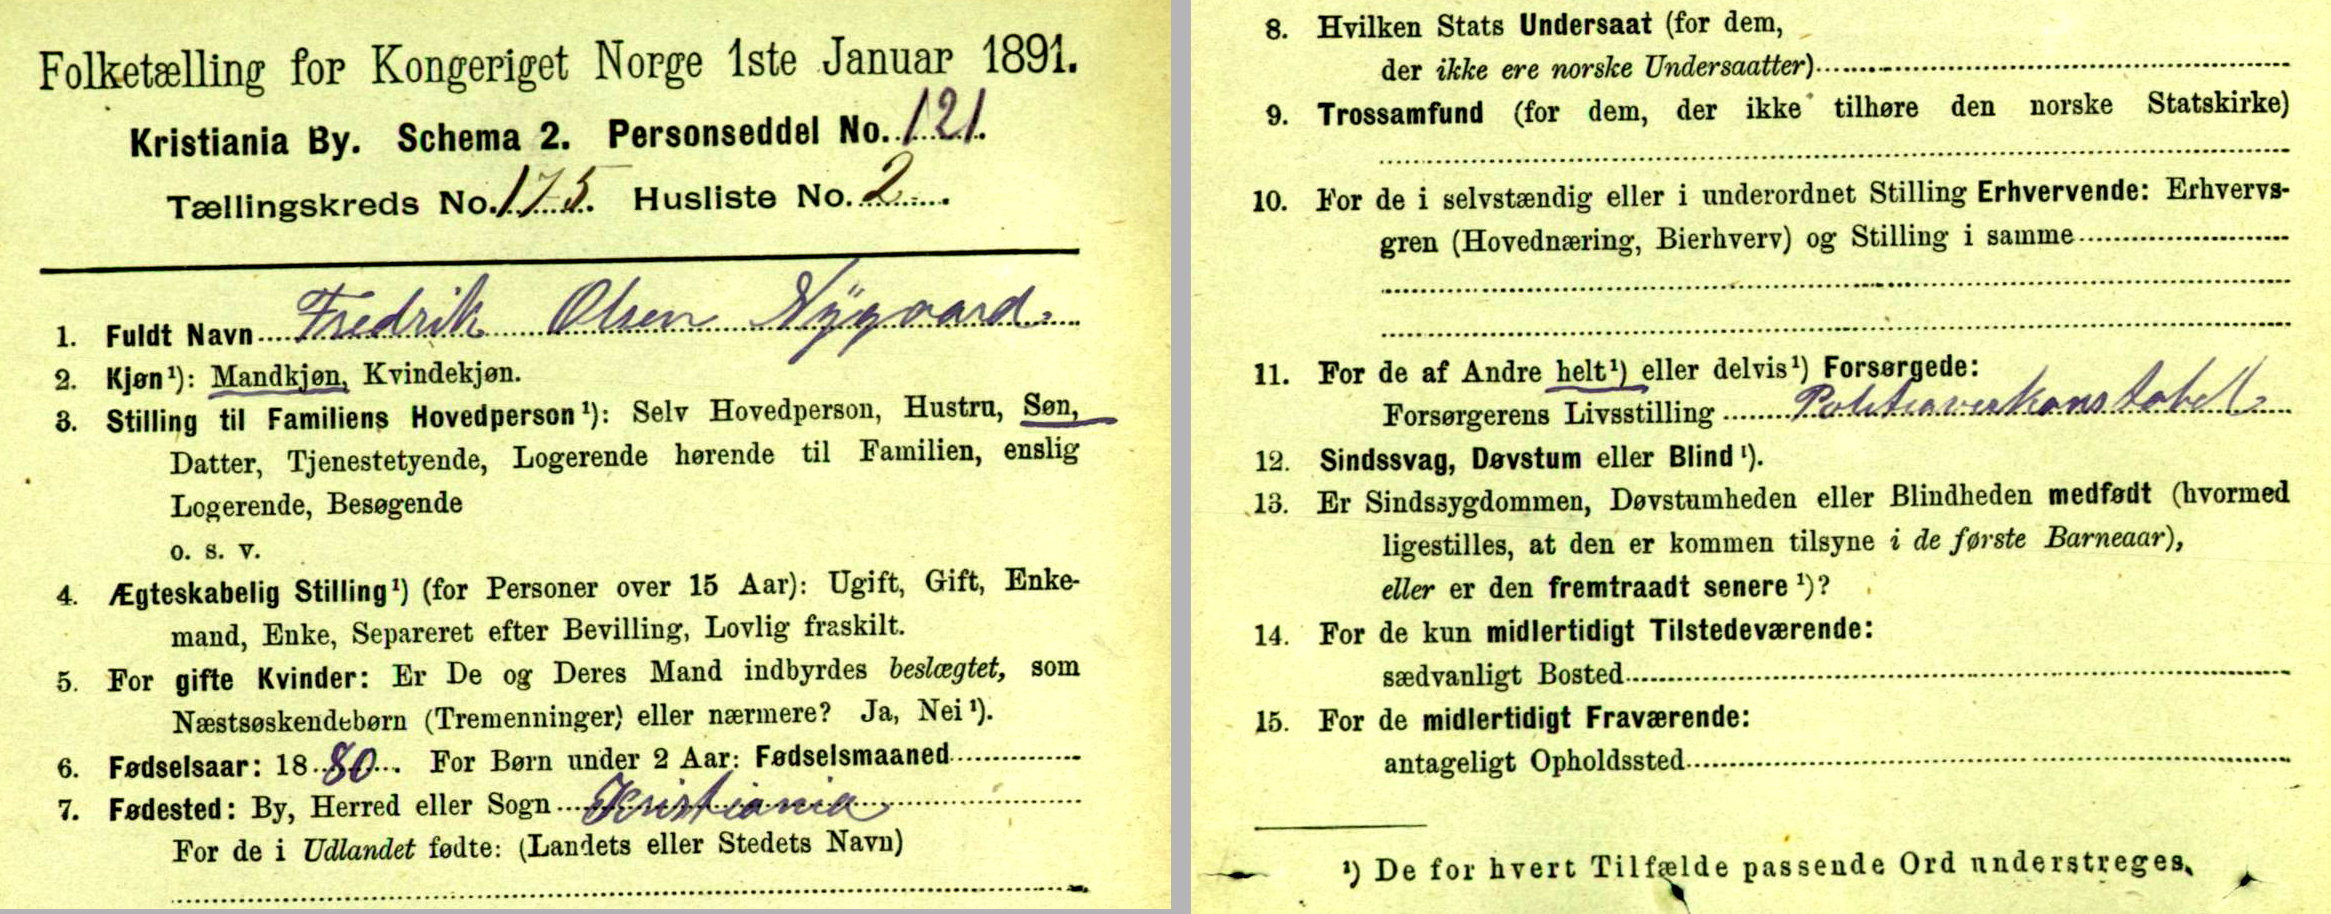 Folketælling for Kongeriget Norge 1ste Januar 1891.
Kristiania By. Schema 2. Personseddel No. 121.
Tællingskreds No. 175. Husliste No. 2.
1. Fuldt Navn Fredrik Olsen Nÿgaard.
2. Kjøn¹): Mandkjøn, Kvindekjøn.
3. Stilling til Familiens Hovedperson¹): Selv Hovedperson, Hustru, Søn,
Datter, Tjenestetyende, Logerende hørende til Familien, enslig
Logerende, Besøgende
o. s. v.
4. Ægteskabelig Stilling¹) (for Personer over 15 Aar): Ugift, Gift, Enke-
mand, Enke, Separeret efter Bevilling, Lovlig fraskilt.
5. For gifte Kvinder: Er De og Deres Mand indbyrdes beslægtet, som
Næstsøskendebørn (Tremenninger) eller nærmere? Ja, Nei¹).
6. Fødselsaar: 1880. For Børn under 2 Aar: Fødselsmaaned
7. Fødested: By, Herred eller Sogn Kristiania
For de i Udlandet fødte: (Landets eller Stedets Navn)
8. Hvilken Stats Undersaat (for dem,
der ikke ere norske Undersaatter)
9. Trossamfund (for dem, der ikke tilhøre den norske Statskirke)
10. For de i selvstændig eller i underordnet Stilling Erhvervende: Erhvervs-
gren (Hovednæring, Bierhverv) og Stilling i samme
11. For de af Andre helt¹) eller delvis¹) Forsørgede:
Forsørgerens Livsstilling Politioverkonstabel.
12. Sindssvag, Døvstum eller Blind¹).
13. Er Sindssygdommen, Døvstumheden eller Blindheden medfødt (hvormed
ligestilles, at den er kommen tilsyne i de første Barneaar),
eller er den fremtraadt senere¹)?
14. For de kun midlertidigt Tilstedeværende:
sædvanligt Bosted
15. For de midlertidigt Fraværende:
antageligt Opholdssted
¹) De for hvert Tilfælde passende Ord understreges.